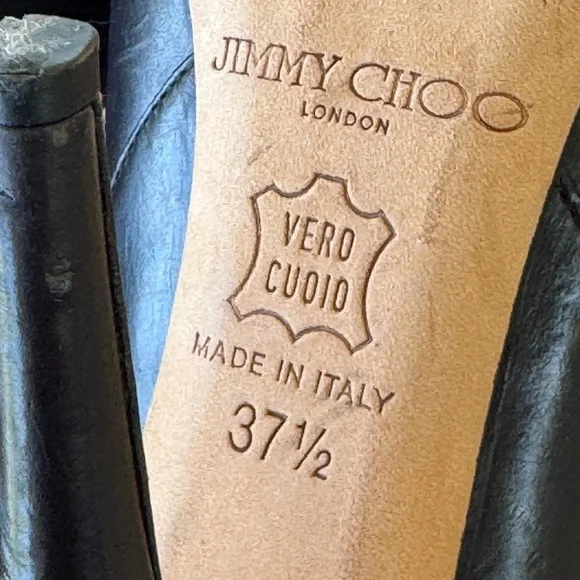 JIMMY CHOO
LONDON
VERO
CUOIO
MADE IN ITALY
37½